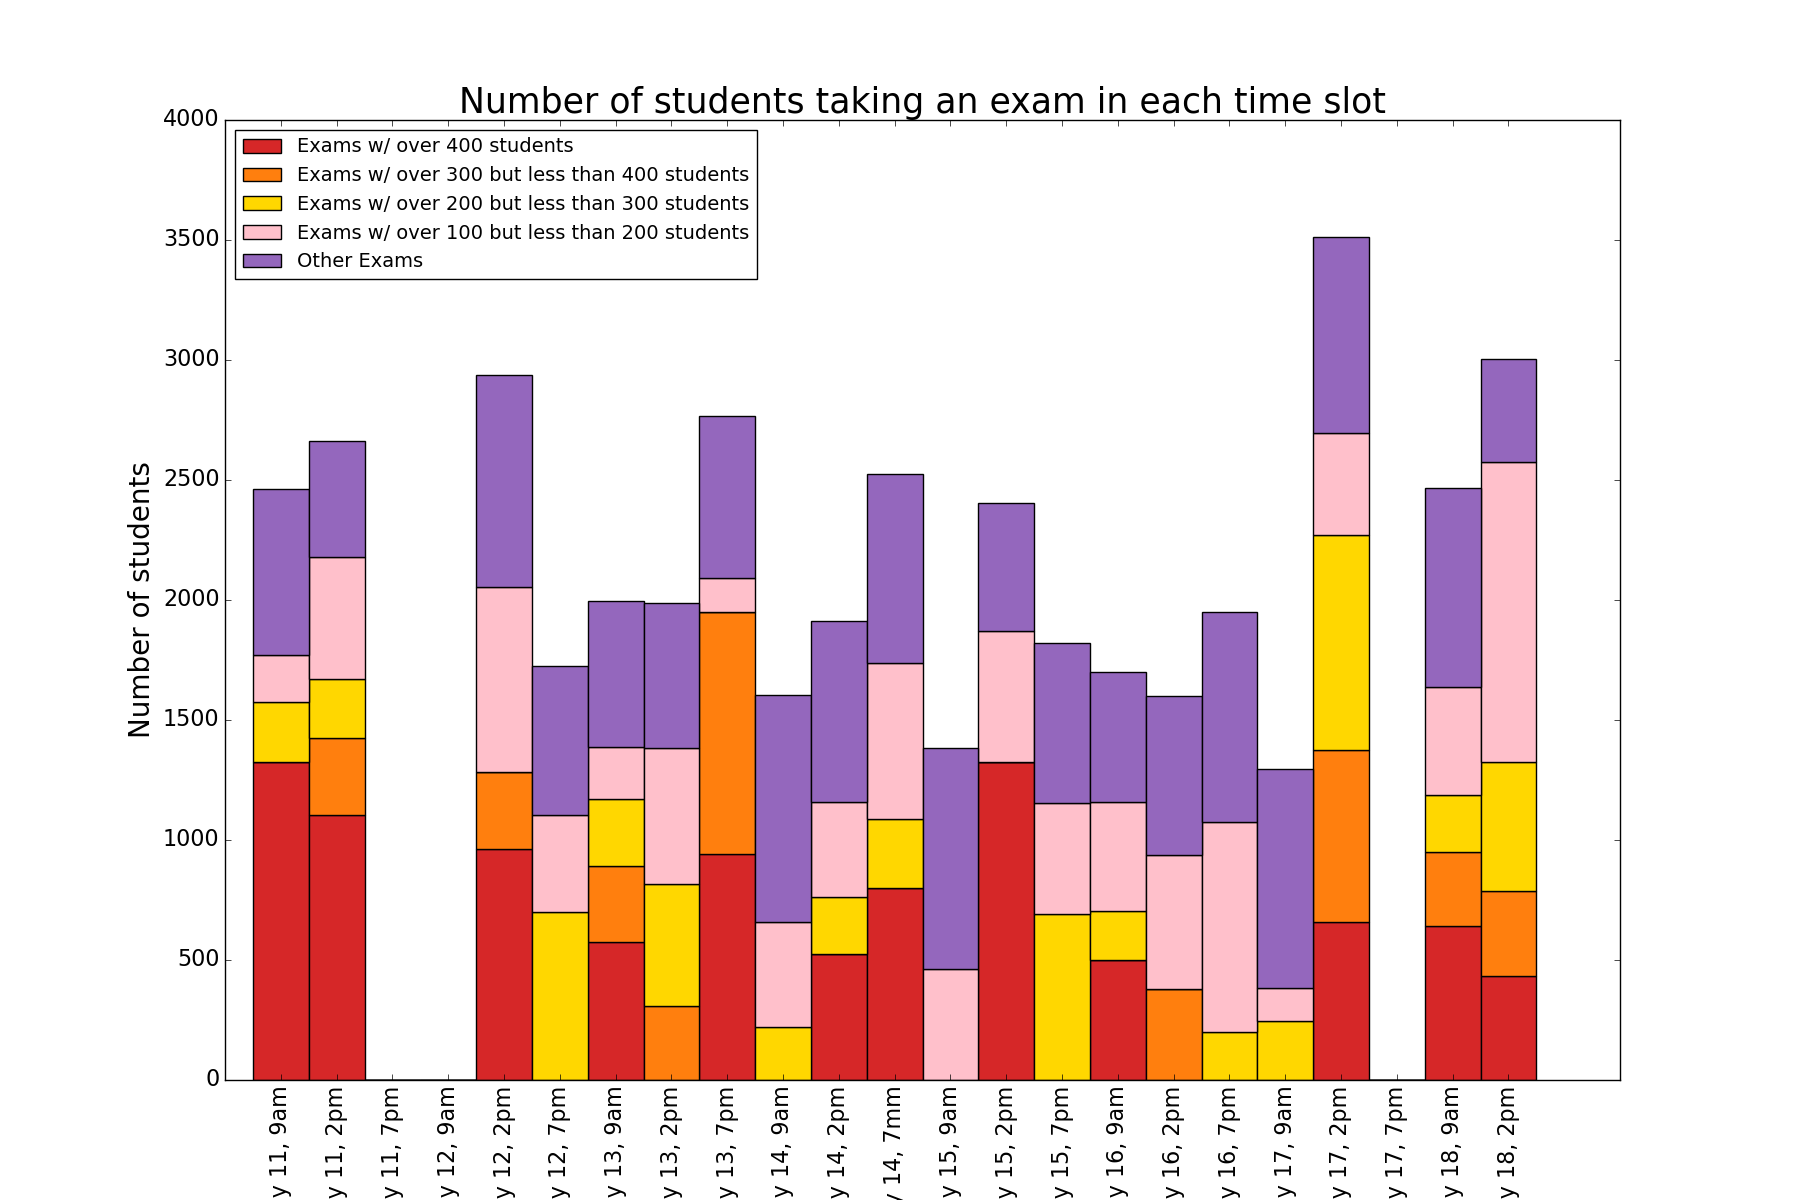 Number of students taking an exam in each time slot
4000
3500
3000
2500
2000
1500
1000
500
0
Number of students
Exams w/ over 400 students
Exams w/ over 300 but less than 400 students
Exams w/ over 200 but less than 300 students
Exams w/ over 100 but less than 200 students
Other Exams
y 11, 9am
y 11, 2pm
y 11, 7pm
y 12, 9am
y 12, 2pm
y 12, 7pm
y 13, 9am
y 13, 2pm
y 13, 7pm
y 14, 9am
y 14, 2pm
y 14, 7mm
y 15, 9am
y 15, 2pm
y 15, 7pm
y 16, 9am
y 16, 2pm
y 16, 7pm
y 17, 9am
y 17, 2pm
y 17, 7pm
y 18, 9am
y 18, 2pm